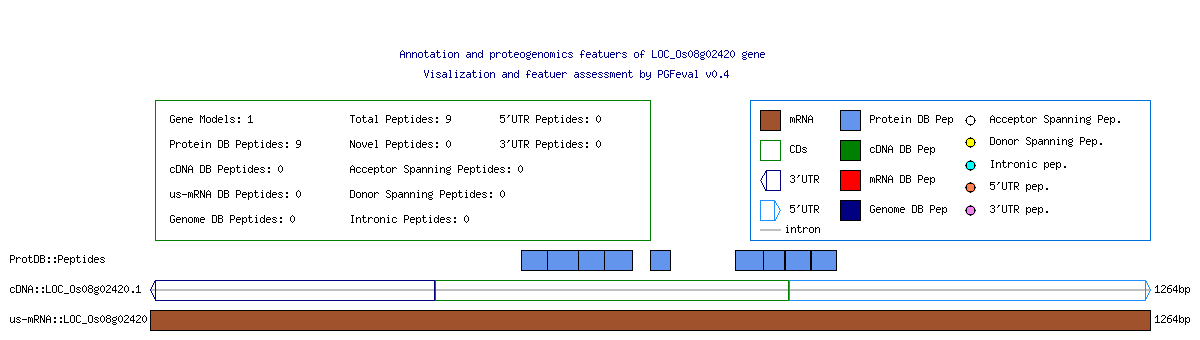 Annotation and proteogenomics featuers of LOC_Os08g02420 gene
Visalization and featuer assessment by PGFeval v0.4
Gene Models: 1 Total Peptides: 9 5'UTR Peptides: 0
Protein DB Peptides: 9 Novel Peptides: 0 3'UTR Peptides: 0
cDNA DB Peptides: 0 Acceptor Spanning Peptides: 0
us-mRNA DB Peptides: 0 Donor Spanning Peptides: 0
Genome DB Peptides: 0 Intronic Peptides: 0
mRNA Protein DB Pep Acceptor Spanning Pep.
CDs cDNA DB Pep Donor Spanning Pep.
3'UTR mRNA DB Pep Intronic pep.
5'UTR Genome DB Pep 5'UTR pep.
intron 3'UTR pep.
ProtDB::Peptides
cDNA::LOC_Os08g02420.1 1264bp
us-mRNA::LOC_Os08g02420 1264bp